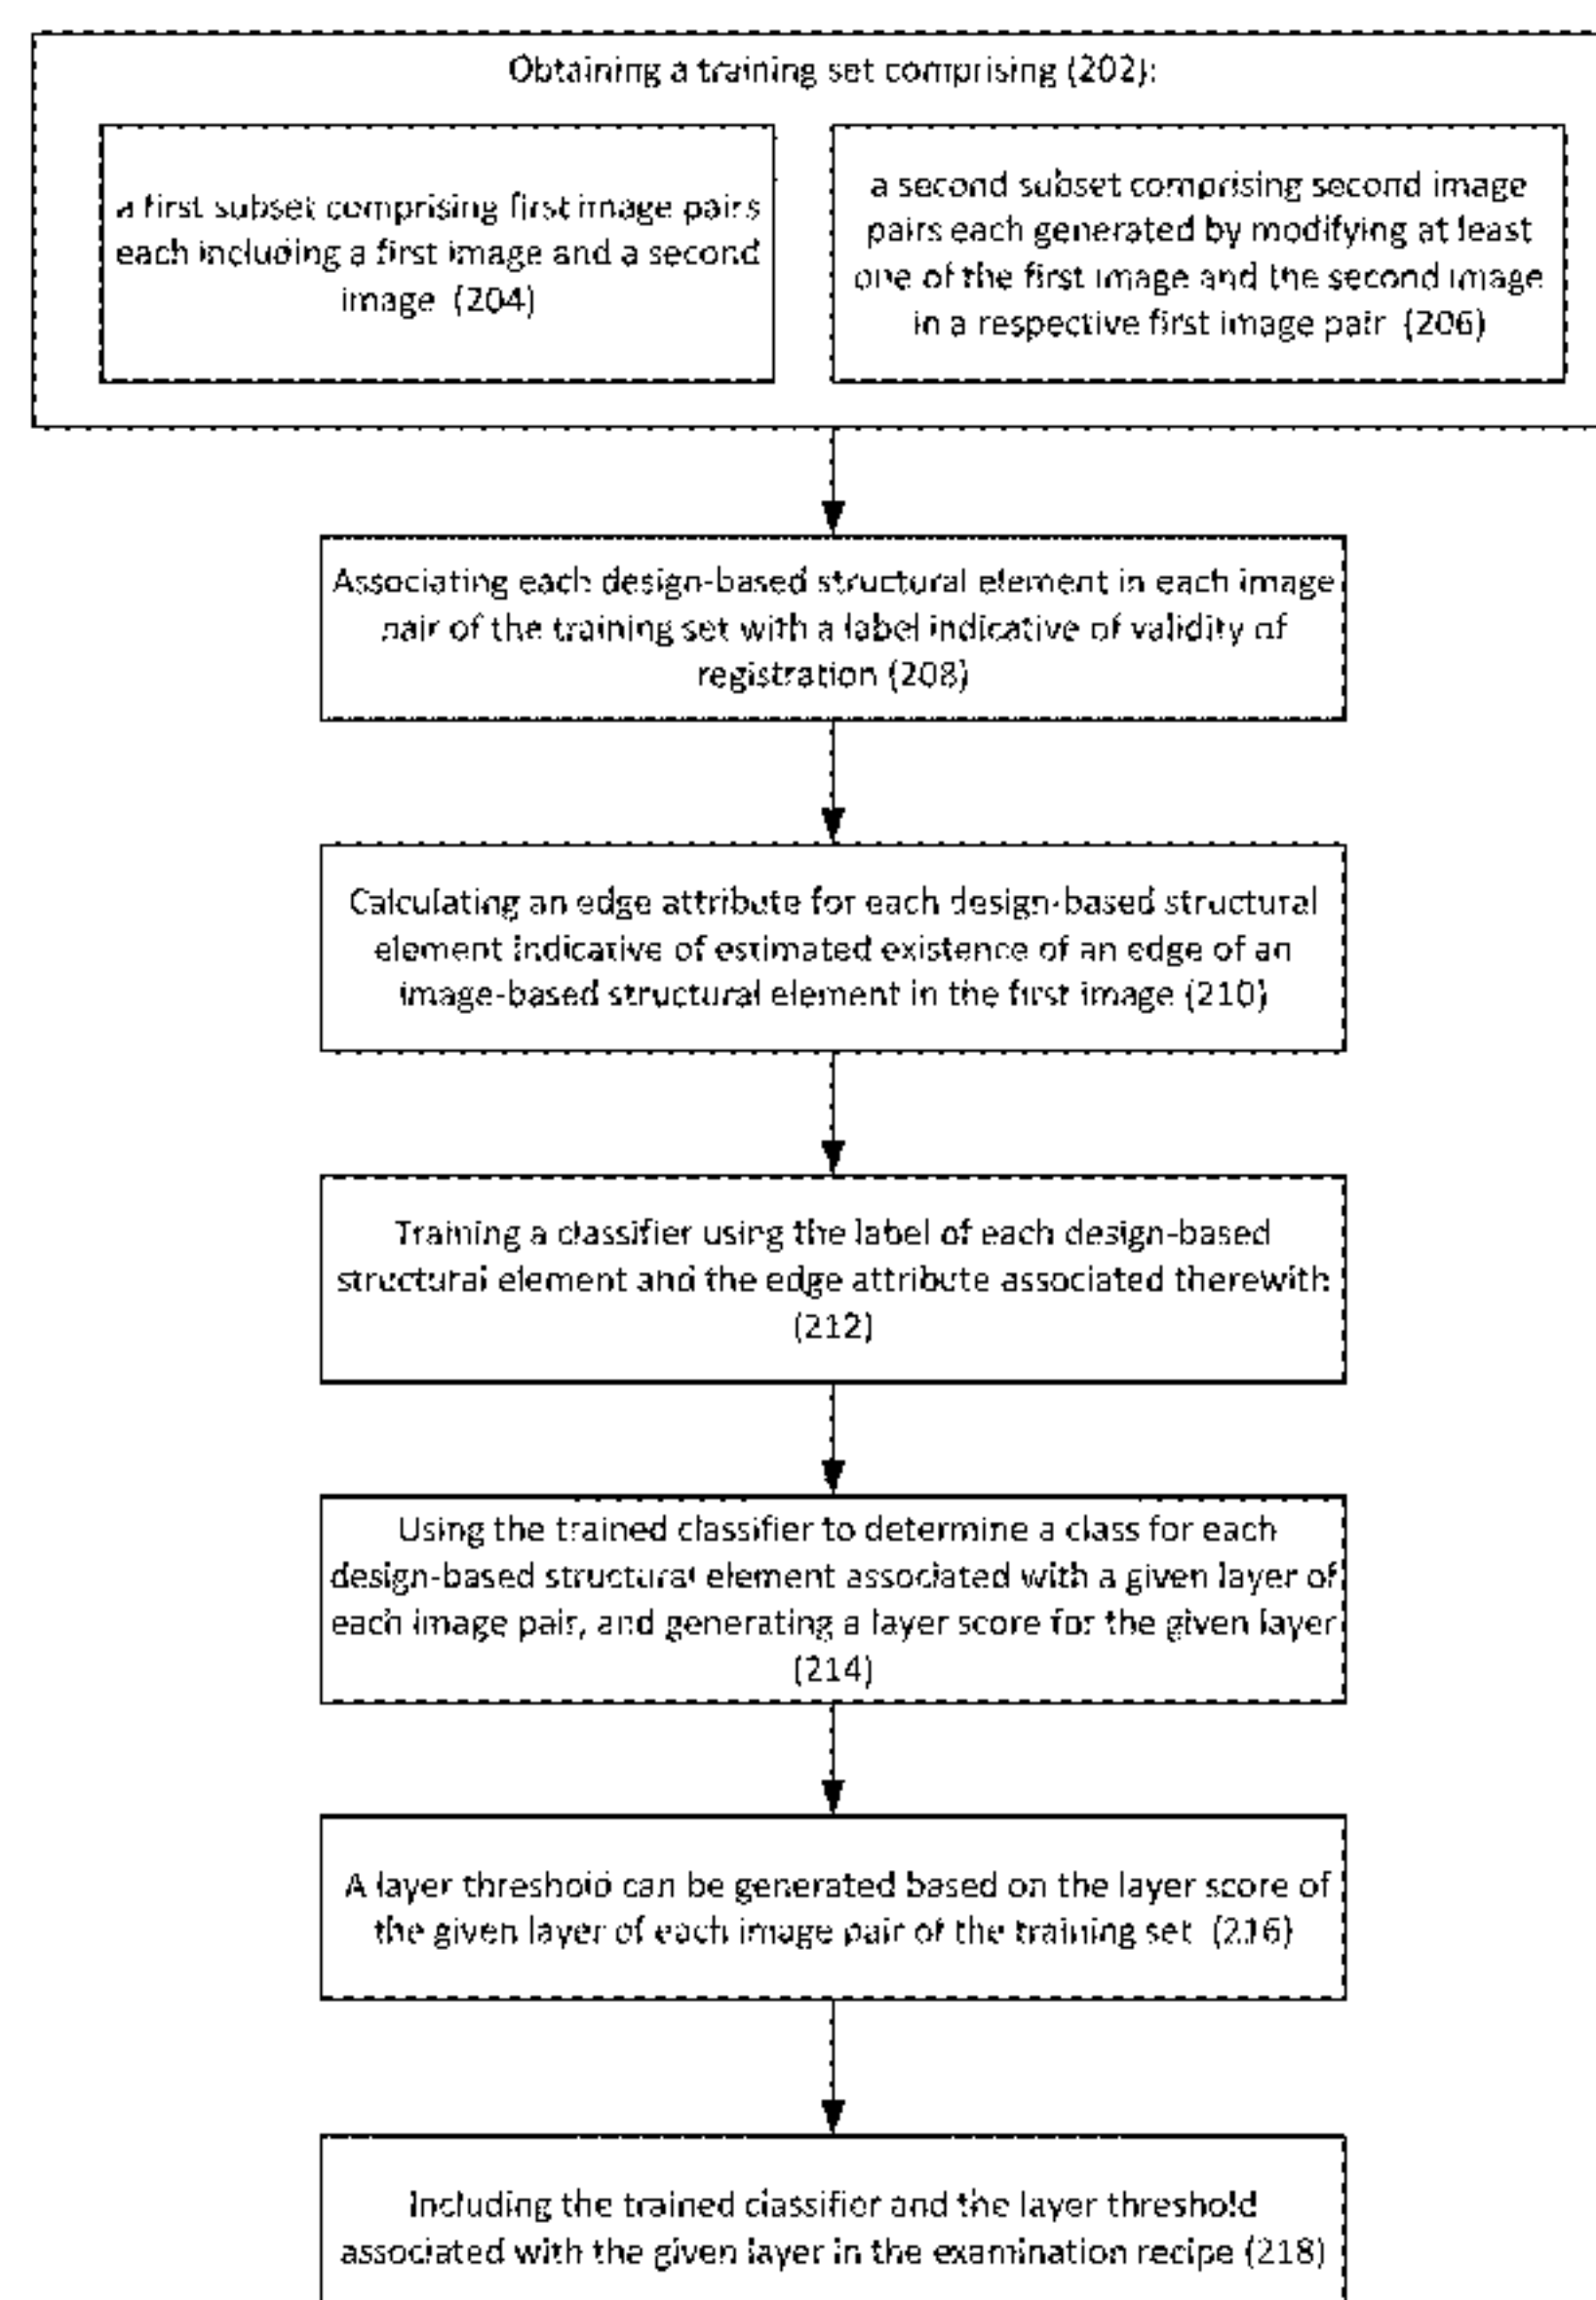 Obtaining a training set comprising (202):
a first subset comprising first image pairs
each including a first image and a second
image (204)
a second subset comprising second image
pairs each generated by modifying at least
one of the first image and the second image
in a respective first image pair (206)
Associating each design-based structural element in each image
pair of the training set with a label indicative of validity of
registration (208)
Calculating an edge attribute for each design-based structural
element indicative of estimated existence of an edge of an
image-based structural element in the first image (210)
Training a classifier using the label of each design-based
structural element and the edge attribute associated therewith
(212)
Using the trained classifier to determine a class for each
design-based structural element associated with a given layer of
each image pair, and generating a layer score for the given layer
(214)
A layer threshold can be generated based on the layer score of
the given layer of each image pair of the training set (216)
Including the trained classifier and the layer threshold
associated with the given layer in the examination recipe (218)